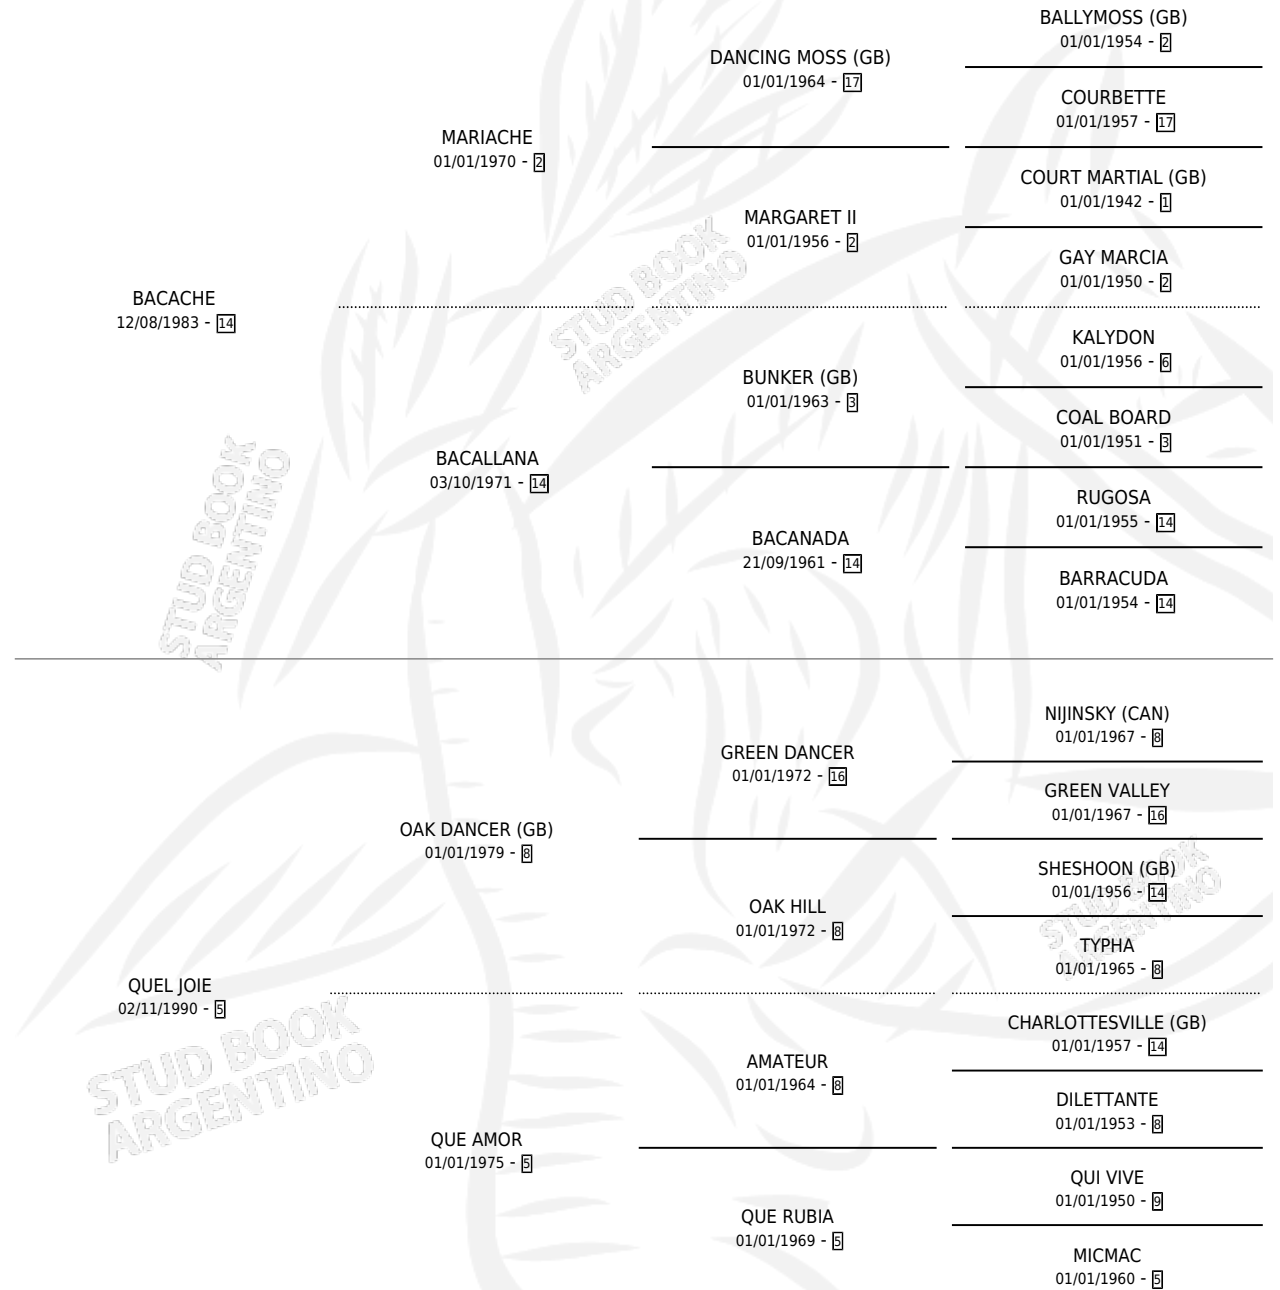 BALLYMOSS (GB)
01/01/1954 - 2
DANCING MOSS (GB)
01/01/1964 - 17
COURBETTE
01/01/1957 - 17
MARIACHE
01/01/1970 - 2
COURT MARTIAL (GB)
01/01/1942 - 1
MARGARET II
01/01/1956 - 2
GAY MARCIA
01/01/1950 - 2
BACACHE
12/08/1983 - 14
KALYDON
01/01/1956 - 6
BUNKER (GB)
01/01/1963 - 3
COAL BOARD
01/01/1951 - 3
BACALLANA
03/10/1971 - 14
RUGOSA
01/01/1955 - 14
BACANADA
21/09/1961 - 14
BARRACUDA
01/01/1954 - 14
NIJINSKY (CAN)
01/01/1967 - 8
GREEN DANCER
01/01/1972 - 16
GREEN VALLEY
01/01/1967 - 16
OAK DANCER (GB)
01/01/1979 - 8
SHESHOON (GB)
01/01/1956 - 14
OAK HILL
01/01/1972 - 8
TYPHA
01/01/1965 - 8
QUEL JOIE
02/11/1990 - 5
CHARLOTTESVILLE (GB)
01/01/1957 - 14
AMATEUR
01/01/1964 - 8
DILETTANTE
01/01/1953 - 8
QUE AMOR
01/01/1975 - 5
QUI VIVE
01/01/1950 - 9
QUE RUBIA
01/01/1969 - 5
MICMAC
01/01/1960 - 5
STUD BOOK
ARGENTINO
STUD BOOK
ARGENTINO
STUD BOOK
ARGENTINO
STUD BOOK
ARGENTINO